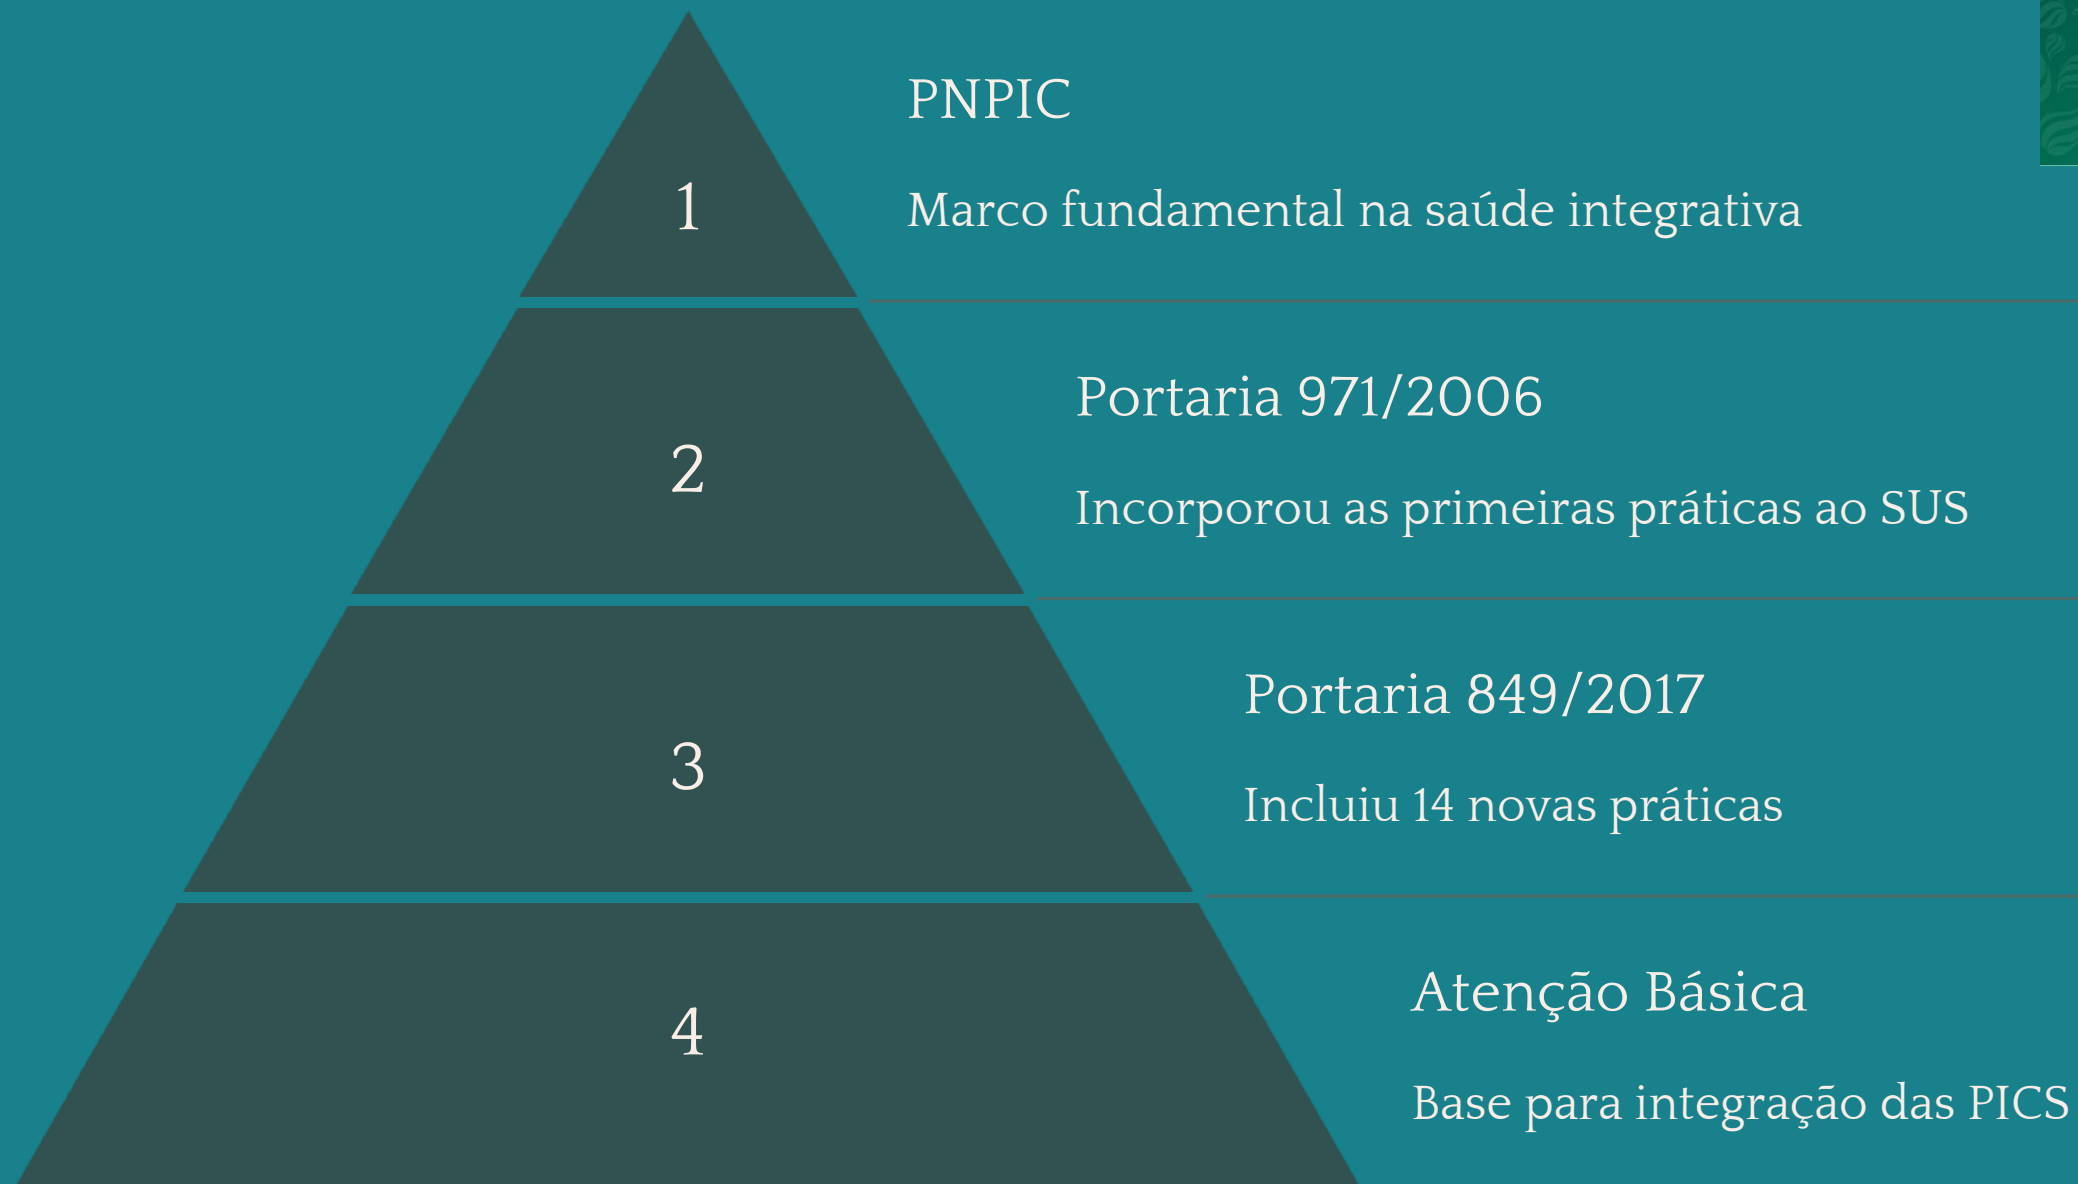 PNPIC
1
Marco fundamental na saúde integrativa
Portaria 971/2006
2
Incorporou as primeiras práticas ao SUS
Portaria 849/2017
3
Incluiu 14 novas práticas
Atenção Básica
4
Base para integração das PICS